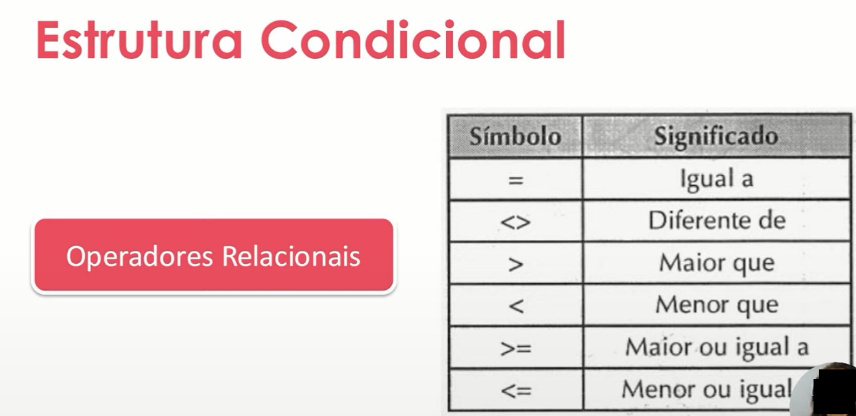 Estrutura Condicional
Operadores Relacionais
Símbolo Significado
= Igual a
<> Diferente de
> Maior que
< Menor que
>= Maior ou igual a
<= Menor ou igual